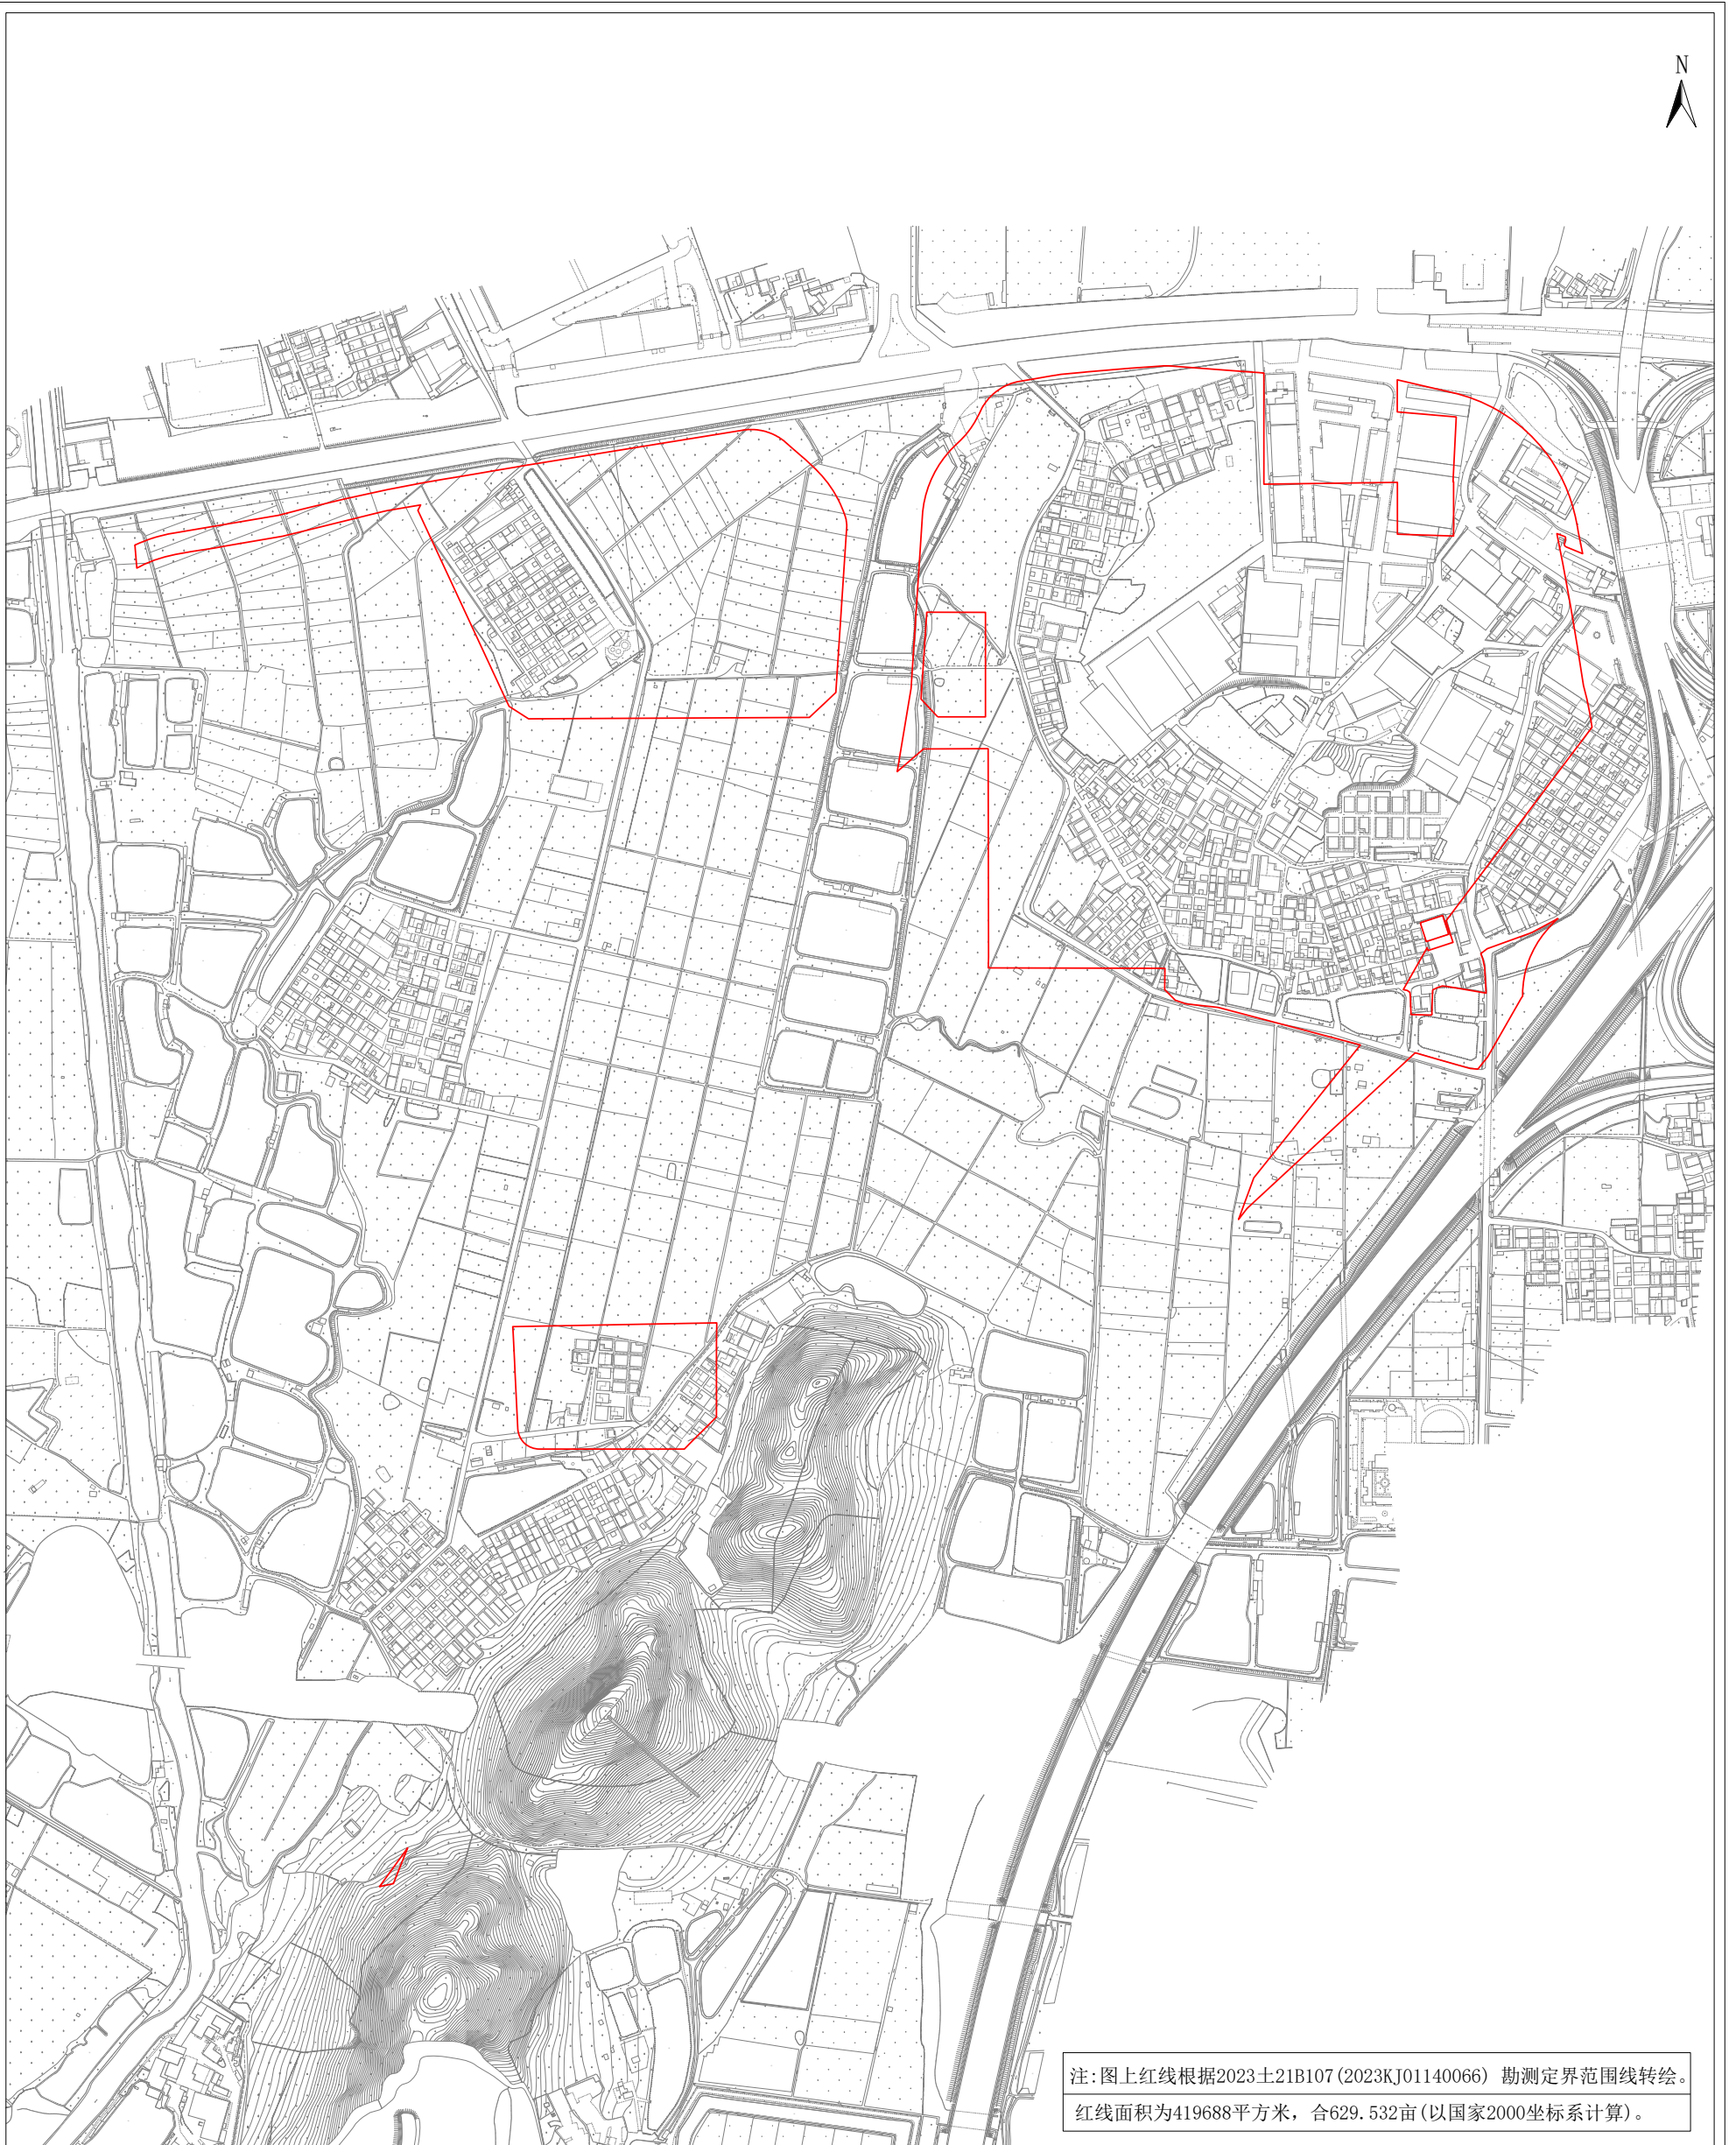 N
注:图上红线根据2023土21B107(2023KJ01140066) 勘测定界范围线转绘。
红线面积为419688平方米，合629.532亩(以国家2000坐标系计算)。